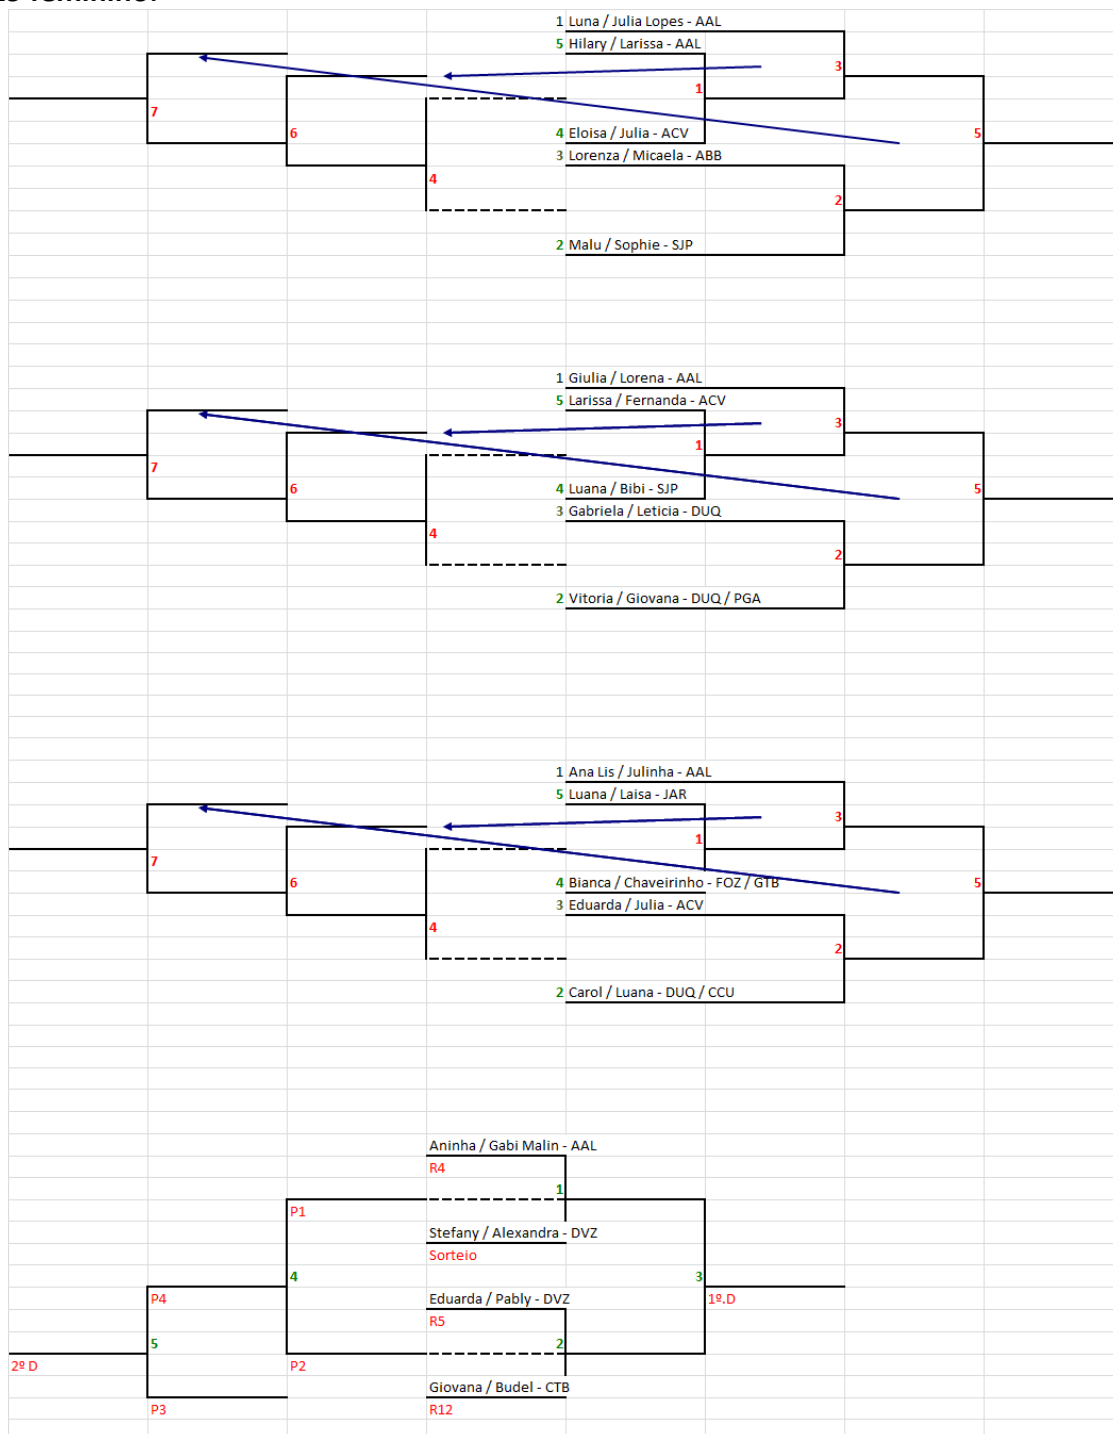 1 Luna / Julia Lopes - AAL
5 Hilary / Larissa - AAL
3
1
7
6
4 Eloisa / Julia - ACV
5
3 Lorenza / Micaela - ABB
4
2
2 Malu / Sophie - SJP
1 Giulia / Lorena - AAL
5 Larissa / Fernanda - ACV
3
1
7
6
4 Luana / Bibi - SJP
5
3 Gabriela / Leticia - DUQ
4
2
2 Vitoria / Giovana - DUQ / PGA
1 Ana Lis / Julinha - AAL
5 Luana / Laisa - JAR
3
1
7
6
4 Bianca / Chaveirinho - FOZ / GTB
5
3 Eduarda / Julia - ACV
4
2
2 Carol / Luana - DUQ / CCU
Aninha / Gabi Malin - AAL
R4
1
P1
Stefany / Alexandra - DVZ
Sorteio
4
3
P4
Eduarda / Pably - DVZ
1º.D
R5
5
2
2º D
P2
Giovana / Budel - CTB
P3
R12